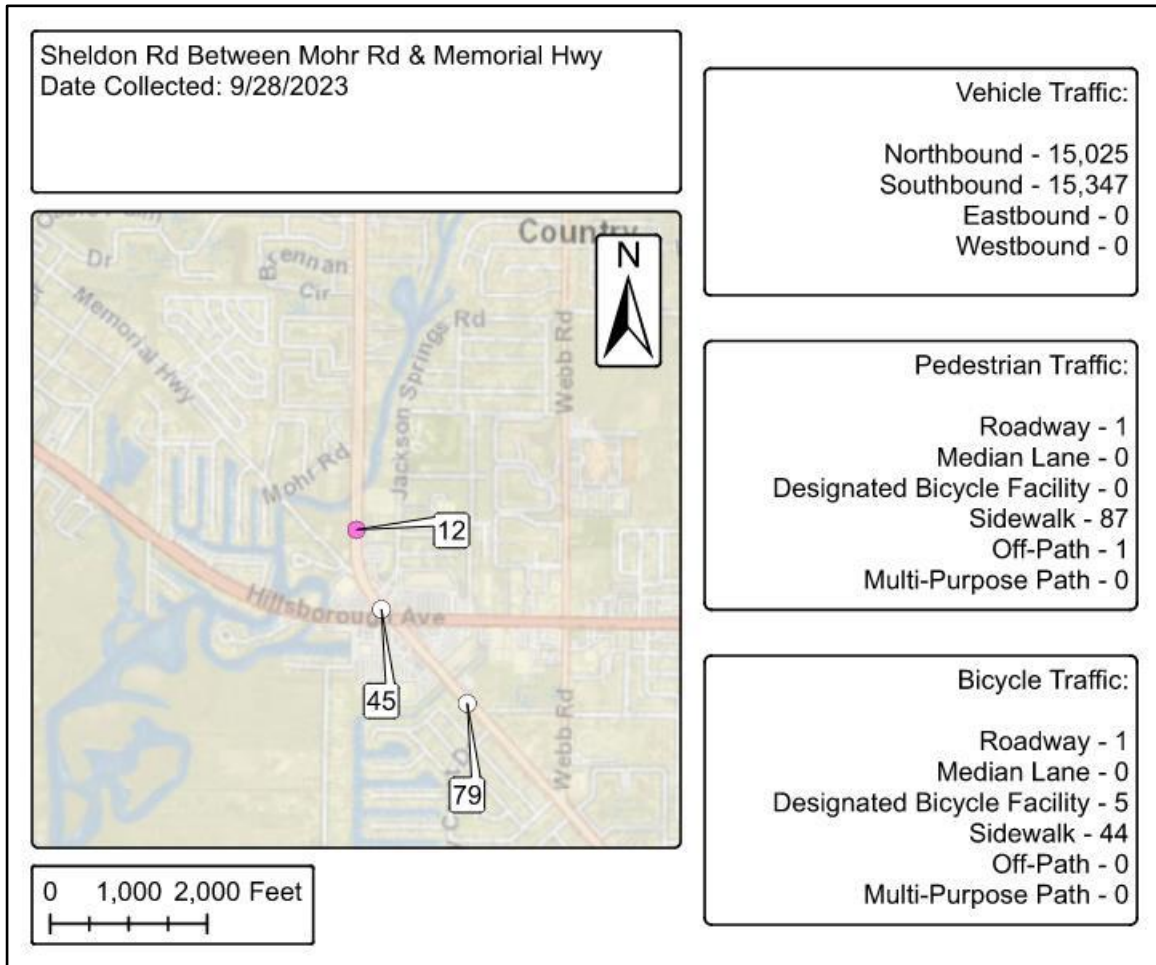 Sheldon Rd Between Mohr Rd & Memorial Hwy
Date Collected: 9/28/2023
Vehicle Traffic:
Northbound - 15,025
Southbound - 15,347
Eastbound - 0
Westbound - 0
Country
N
Brennan
Cir
Dr
Memorial Hwy
Rd
Jackson Springs
Webb Rd
Mohr Rd
12
Hillsborough Ave
45
79
Webb Rd
Pedestrian Traffic:
Roadway - 1
Median Lane - 0
Designated Bicycle Facility - 0
Sidewalk - 87
Off-Path - 1
Multi-Purpose Path - 0
Bicycle Traffic:
Roadway - 1
Median Lane - 0
Designated Bicycle Facility - 5
Sidewalk - 44
Off-Path - 0
Multi-Purpose Path - 0
0 1,000 2,000 Feet